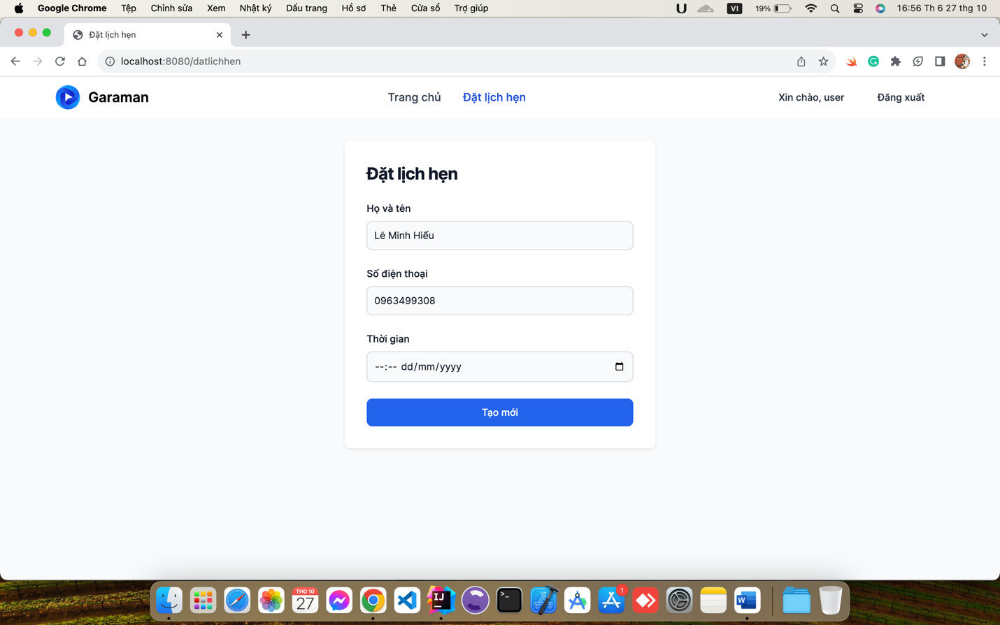 Google Chrome Tệp Chỉnh sửa Xem Nhật ký Dấu trang Hồ sơ Thẻ Cửa sổ Trợ giúp U VI 19% 16:56 Th 6 27 thg 10
Đặt lịch hẹn
localhost:8080/datlichhen
Garaman Trang chủ Đặt lịch hẹn Xin chào, user Đăng xuất
Đặt lịch hẹn
Họ và tên
Lê Minh Hiếu
Số điện thoại
0963499308
Thời gian
--:-- dd/mm/yyyy
Tạo mới
THG 10
27
IJ
>_
1
W